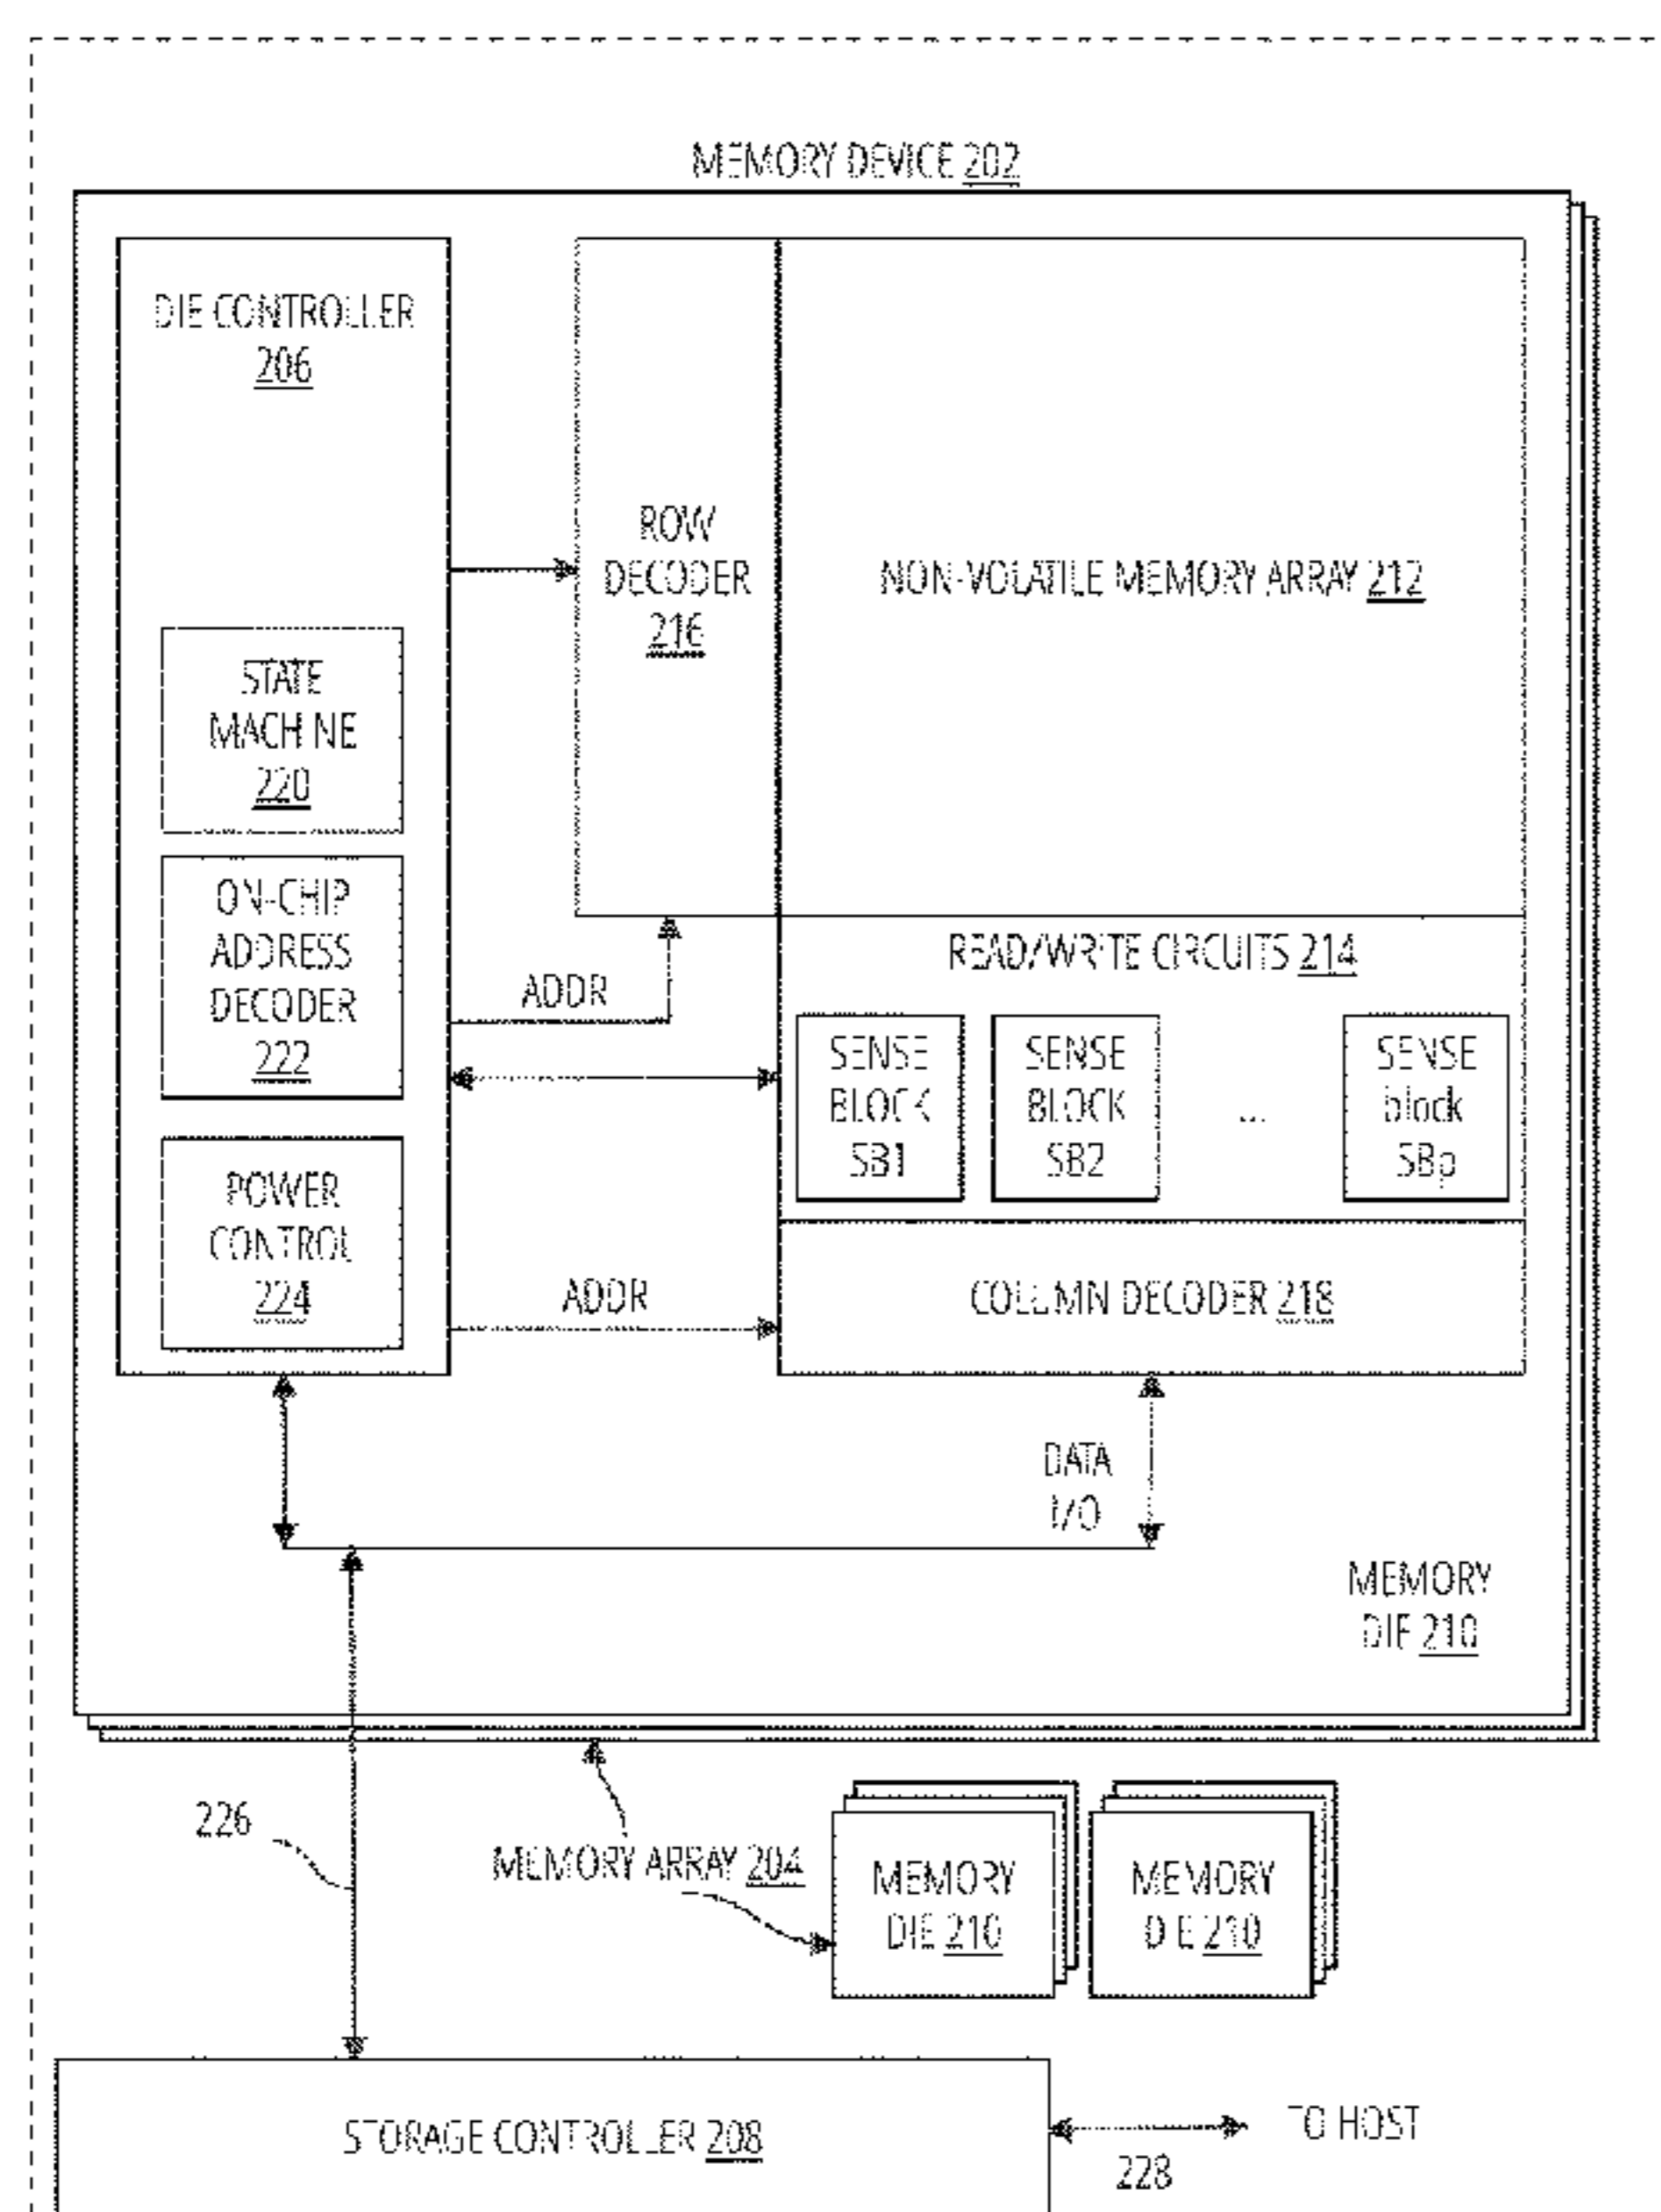 MEMORY DEVICE 202
DIE CONTROLLER
206
STATE
MACHINE
220
ON-CHIP
ADDRESS
DECODER
222
POWER
CONTROL
224
ROW
DECODER
216
NON-VOLATILE MEMORY ARRAY 212
ADDR
READ/WRITE CIRCUITS 214
SENSE
BLOCK
SB1
SENSE
BLOCK
SB2
...
SENSE
block
SBp
ADDR
COLUMN DECODER 218
DATA
I/O
MEMORY
DIE 210
226
MEMORY ARRAY 204
MEMORY
DIE 210
MEMORY
DIE 210
STORAGE CONTROLLER 208
TO HOST
228